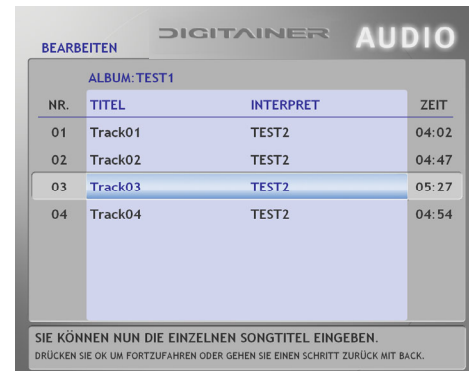 BEARBEITEN DIGITAINER AUDIO
ALBUM: TEST1
NR. TITEL INTERPRET ZEIT
01 Track01 TEST2 04:02
02 Track02 TEST2 04:47
03 Track03 TEST2 05:27
04 Track04 TEST2 04:54
SIE KÖNNEN NUN DIE EINZELNEN SONGTITEL EINGEBEN.
DRÜCKEN SIE OK UM FORTZUFAHREN ODER GEHEN SIE EINEN SCHRITT ZURÜCK MIT BACK.